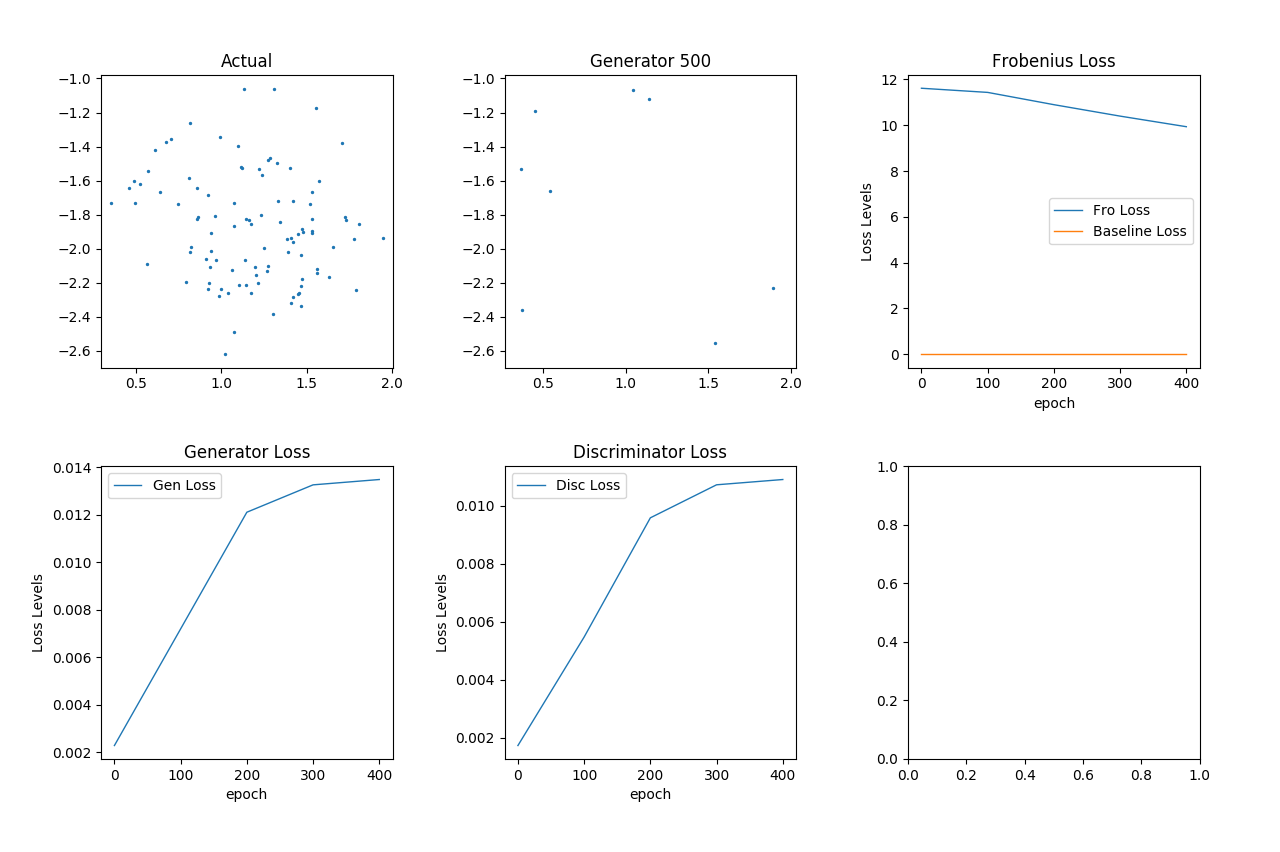 Actual
−1.0
−1.2
−1.4
−1.6
−1.8
−2.0
−2.2
−2.4
−2.6
0.5 1.0 1.5 2.0
Generator 500
−1.0
−1.2
−1.4
−1.6
−1.8
−2.0
−2.2
−2.4
−2.6
0.5 1.0 1.5 2.0
Frobenius Loss
12
10
8
6
4
2
0
Loss Levels
Fro Loss
Baseline Loss
0 100 200 300 400
epoch
Generator Loss
0.014
0.012
0.010
0.008
0.006
0.004
0.002
Loss Levels
Gen Loss
0 100 200 300 400
epoch
Discriminator Loss
0.010
0.008
0.006
0.004
0.002
Loss Levels
Disc Loss
0 100 200 300 400
epoch
1.0
0.8
0.6
0.4
0.2
0.0
0.0 0.2 0.4 0.6 0.8 1.0